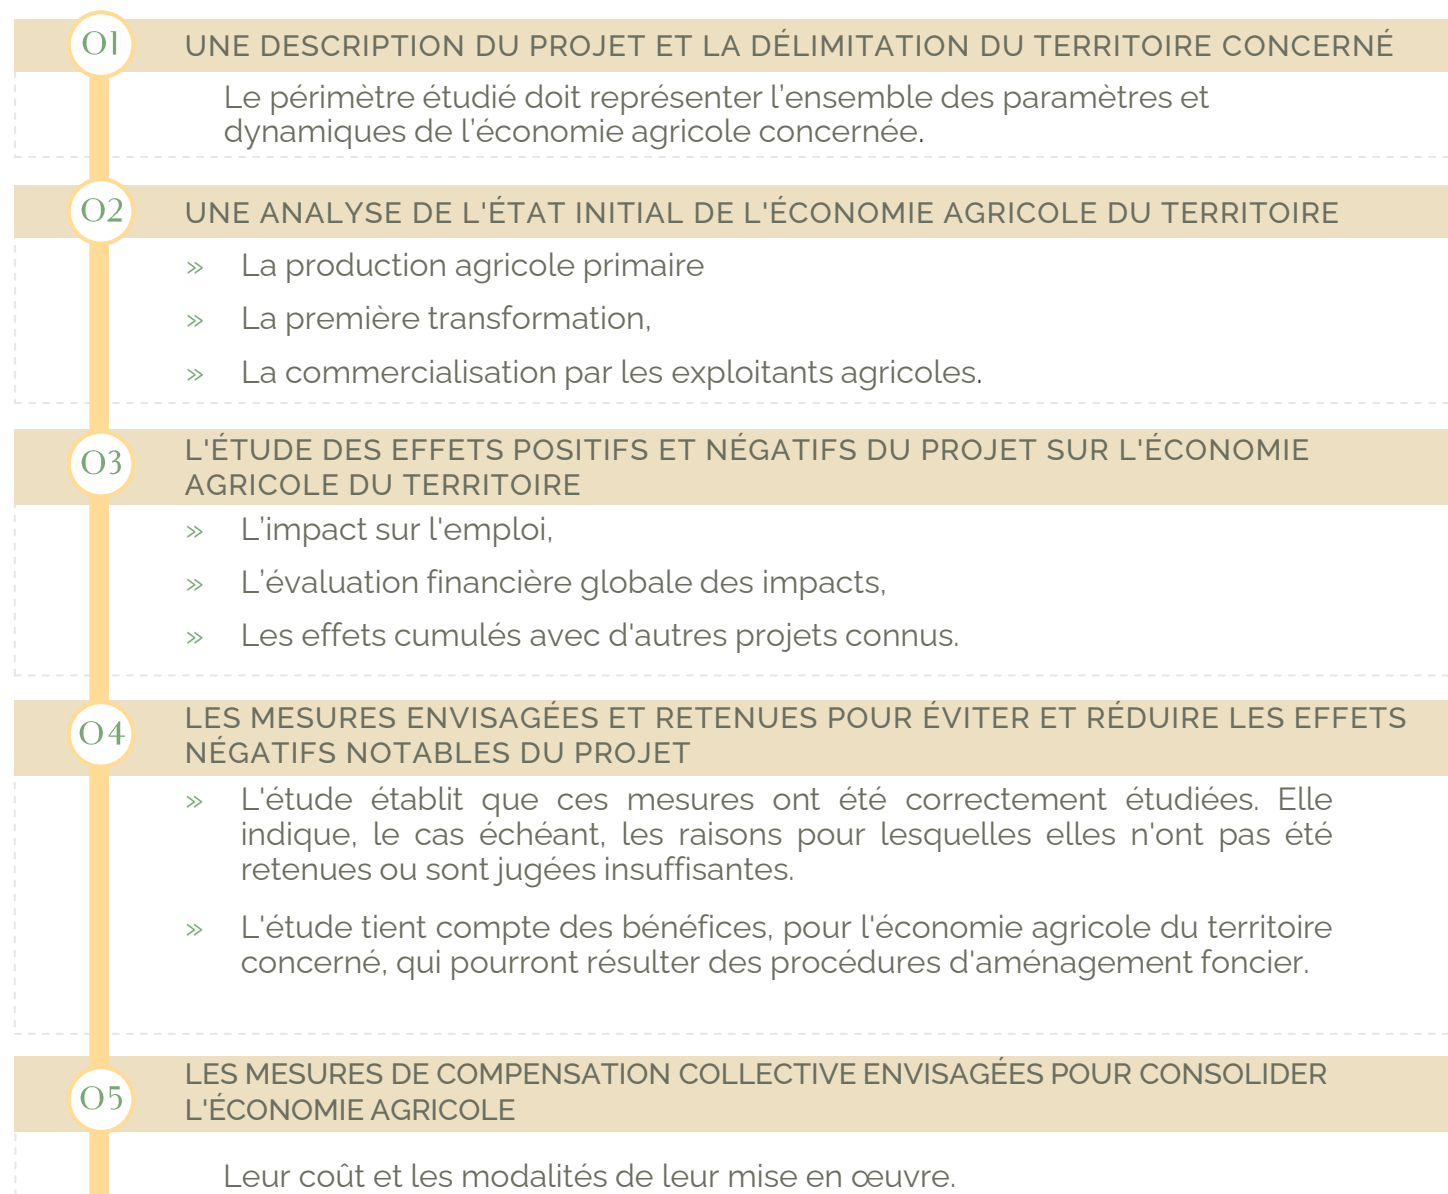 01
UNE DESCRIPTION DU PROJET ET LA DÉLIMITATION DU TERRITOIRE CONCERNÉ
Le périmètre étudié doit représenter l’ensemble des paramètres et
dynamiques de l’économie agricole concernée.
02
UNE ANALYSE DE L'ÉTAT INITIAL DE L'ÉCONOMIE AGRICOLE DU TERRITOIRE
» La production agricole primaire
» La première transformation,
» La commercialisation par les exploitants agricoles.
03
L'ÉTUDE DES EFFETS POSITIFS ET NÉGATIFS DU PROJET SUR L'ÉCONOMIE
AGRICOLE DU TERRITOIRE
» L’impact sur l'emploi,
» L’évaluation financière globale des impacts,
» Les effets cumulés avec d'autres projets connus.
04
LES MESURES ENVISAGÉES ET RETENUES POUR ÉVITER ET RÉDUIRE LES EFFETS
NÉGATIFS NOTABLES DU PROJET
» L'étude établit que ces mesures ont été correctement étudiées. Elle
indique, le cas échéant, les raisons pour lesquelles elles n'ont pas été
retenues ou sont jugées insuffisantes.
» L'étude tient compte des bénéfices, pour l'économie agricole du territoire
concerné, qui pourront résulter des procédures d'aménagement foncier.
05
LES MESURES DE COMPENSATION COLLECTIVE ENVISAGÉES POUR CONSOLIDER
L'ÉCONOMIE AGRICOLE
Leur coût et les modalités de leur mise en œuvre.